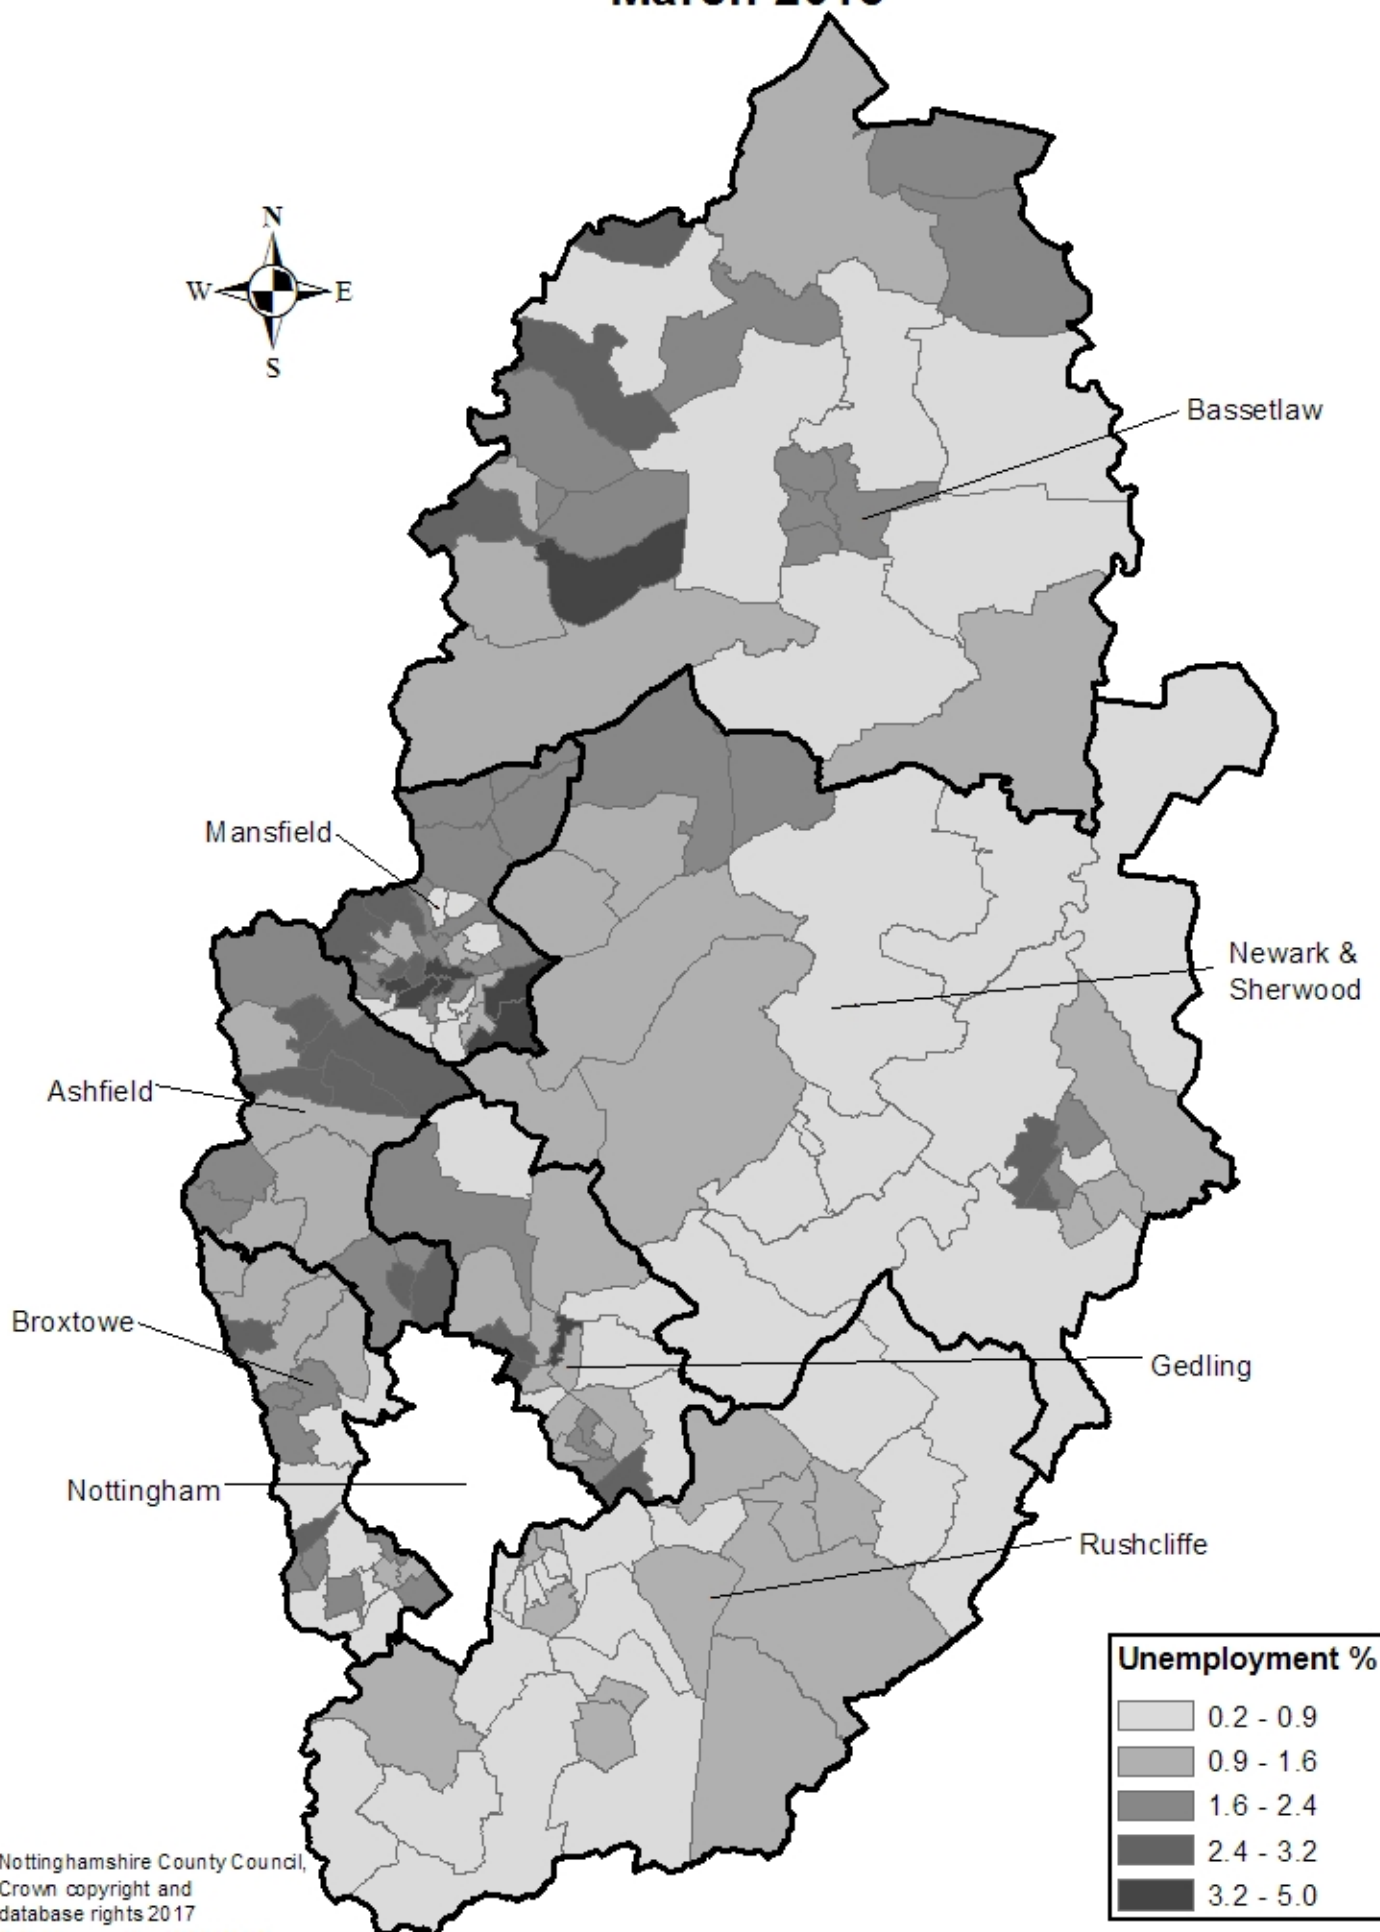 N
W E
S
Bassetlaw
Mansfield
Newark &
Sherwood
Ashfield
Broxtowe
Gedling
Nottingham
Rushcliffe
Unemployment %
0.2 - 0.9
0.9 - 1.6
1.6 - 2.4
2.4 - 3.2
3.2 - 5.0
Nottinghamshire County Council,
Crown copyright and
database rights 2017